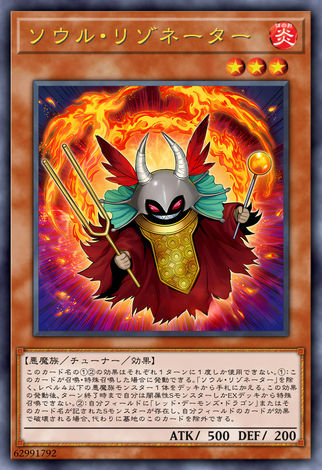 ソウル・リゾネーター
炎
ほのお
【悪魔族/チューナー/効果】
このカード名の①②の効果はそれぞれ1ターンに1度しか使用できない。①:こ
のカードが召喚・特殊召喚した場合に発動できる。「ソウル・リゾネーター」を除
く、レベル4以下の悪魔族モンスター1体をデッキから手札に加える。この効果
の発動後、ターン終了時まで自分は闇属性SモンスターしかEXデッキから特殊
召喚できない。②:自分フィールドに「レッド・デーモンズ・ドラゴン」またはそ
のカード名が記されたSモンスターが存在し、自分フィールドのカードが効果
で破壊される場合、代わりに墓地のこのカードを除外できる。
ATK/ 500 DEF/ 200
62991792